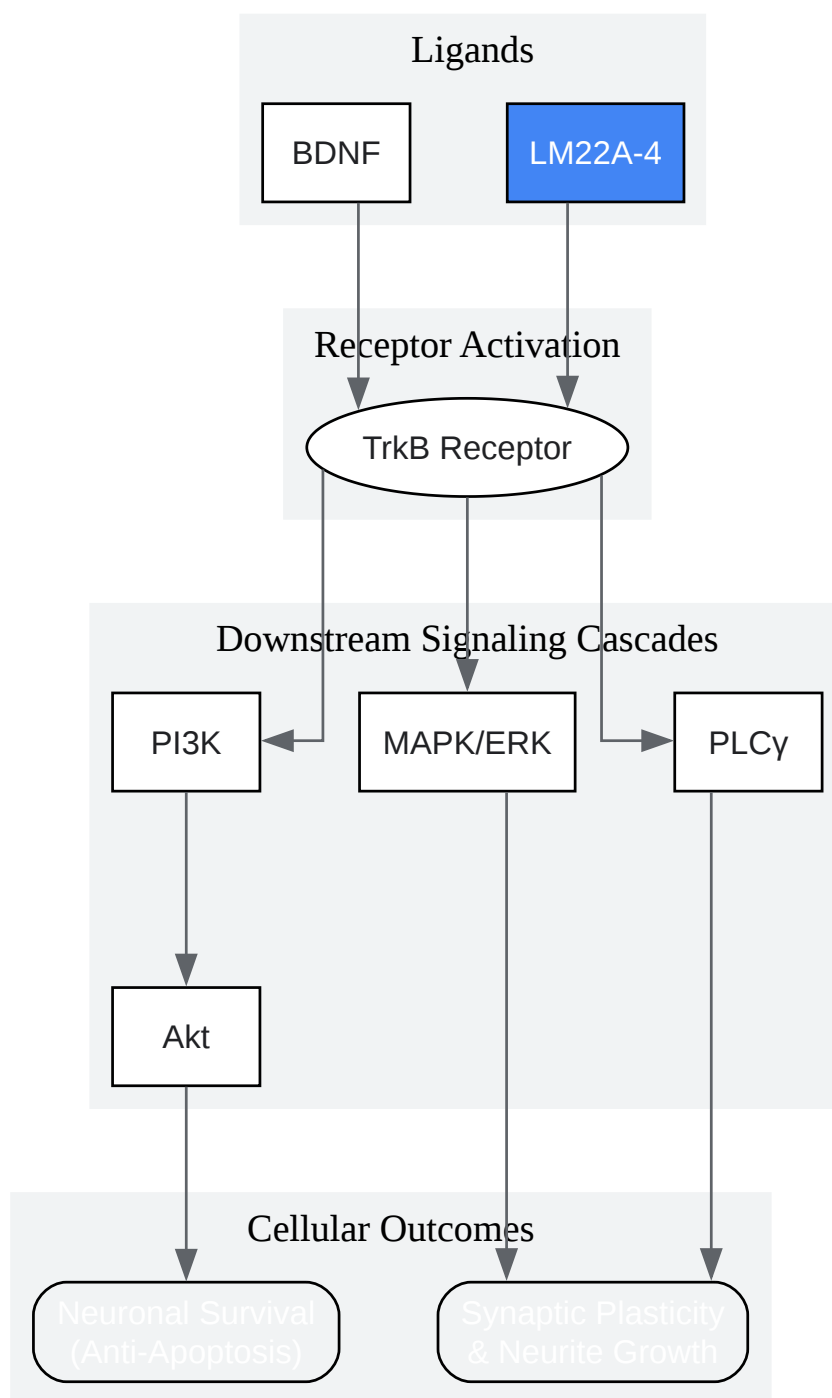 Ligands
BDNF
LM22A-4
Receptor Activation
TrkB Receptor
Downstream Signaling Cascades
PI3K
MAPK/ERK
PLCγ
Akt
Cellular Outcomes
Neuronal Survival
(Anti-Apoptosis)
Synaptic Plasticity
& Neurite Growth